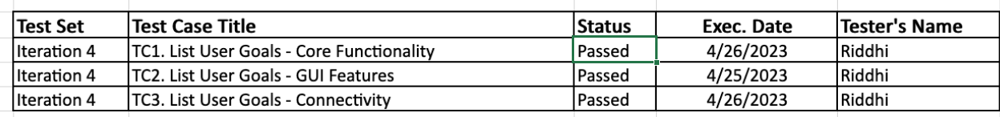 Test Set Test Case Title Status Exec. Date Tester's Name
Iteration 4 TC1. List User Goals - Core Functionality Passed 4/26/2023 Riddhi
Iteration 4 TC2. List User Goals - GUI Features Passed 4/25/2023 Riddhi
Iteration 4 TC3. List User Goals - Connectivity Passed 4/26/2023 Riddhi